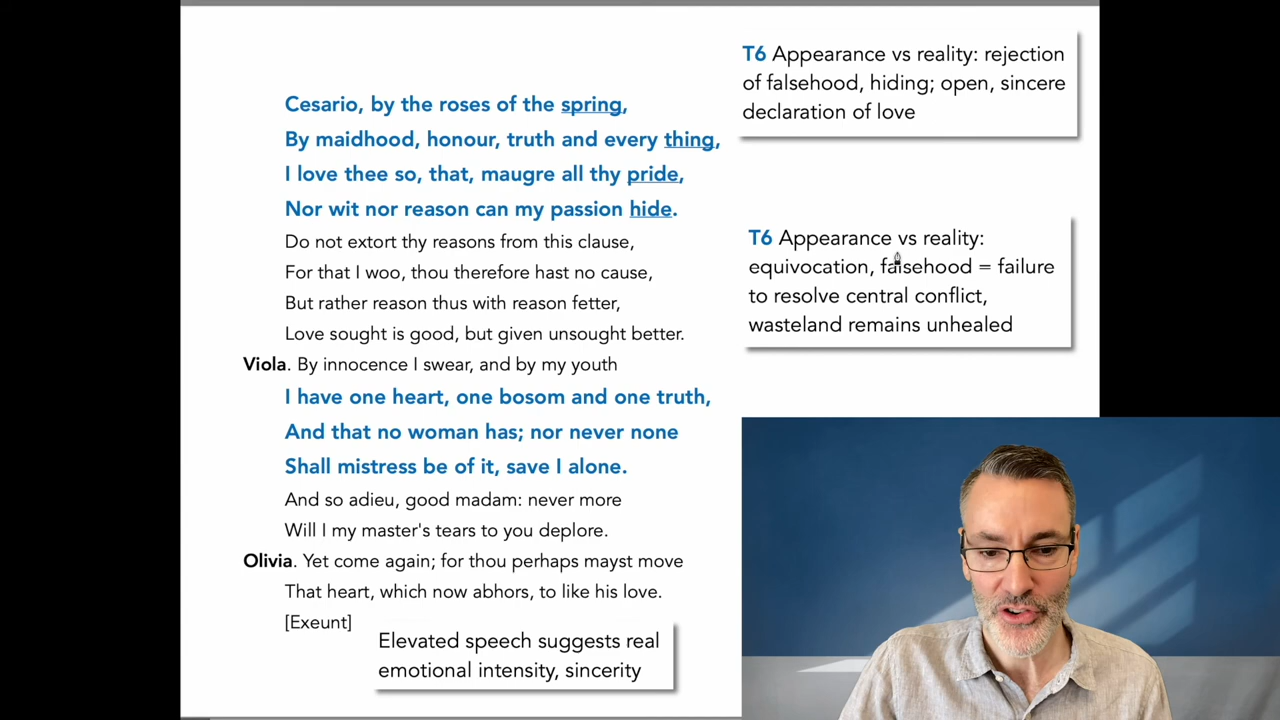 Cesario, by the roses of the spring,
By maidhood, honour, truth and every thing,
I love thee so, that, maugre all thy pride,
Nor wit nor reason can my passion hide.
Do not extort thy reasons from this clause,
For that I woo, thou therefore hast no cause,
But rather reason thus with reason fetter,
Love sought is good, but given unsought better.
Viola. By innocence I swear, and by my youth
I have one heart, one bosom and one truth,
And that no woman has; nor never none
Shall mistress be of it, save I alone.
And so adieu, good madam: never more
Will I my master's tears to you deplore.
Olivia. Yet come again; for thou perhaps mayst move
That heart, which now abhors, to like his love.
[Exeunt]
Elevated speech suggests real
emotional intensity, sincerity
T6 Appearance vs reality: rejection
of falsehood, hiding; open, sincere
declaration of love
T6 Appearance vs reality:
equivocation, falsehood = failure
to resolve central conflict,
wasteland remains unhealed